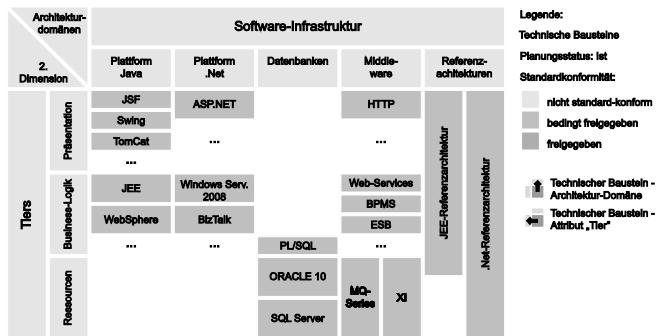 Architektur-
domänen
2.
Dimension
Software-Infrastruktur
Plattform
Java
Plattform
.Net
Datenbanken
Middle-
ware
Referenz-
architekturen
Tiers
Präsentation
JSF
Swing
TomCat
...
ASP.NET
...
HTTP
...
Business-Logik
JEE
WebSphere
...
Windows Serv.
2008
BizTalk
...
PL/SQL
Web-Services
BPMS
ESB
...
Ressourcen
ORACLE 10
SQL Server
MQ-
Series
XI
JEE-Referenzarchitektur
.Net-Referenzarchitektur
Legende:
Technische Bausteine
Planungsstatus: Ist
Standardkonformität:
nicht standard-konform
bedingt freigegeben
freigegeben
Technischer Baustein -
Architektur-Domäne
Technischer Baustein -
Attribut „Tier"